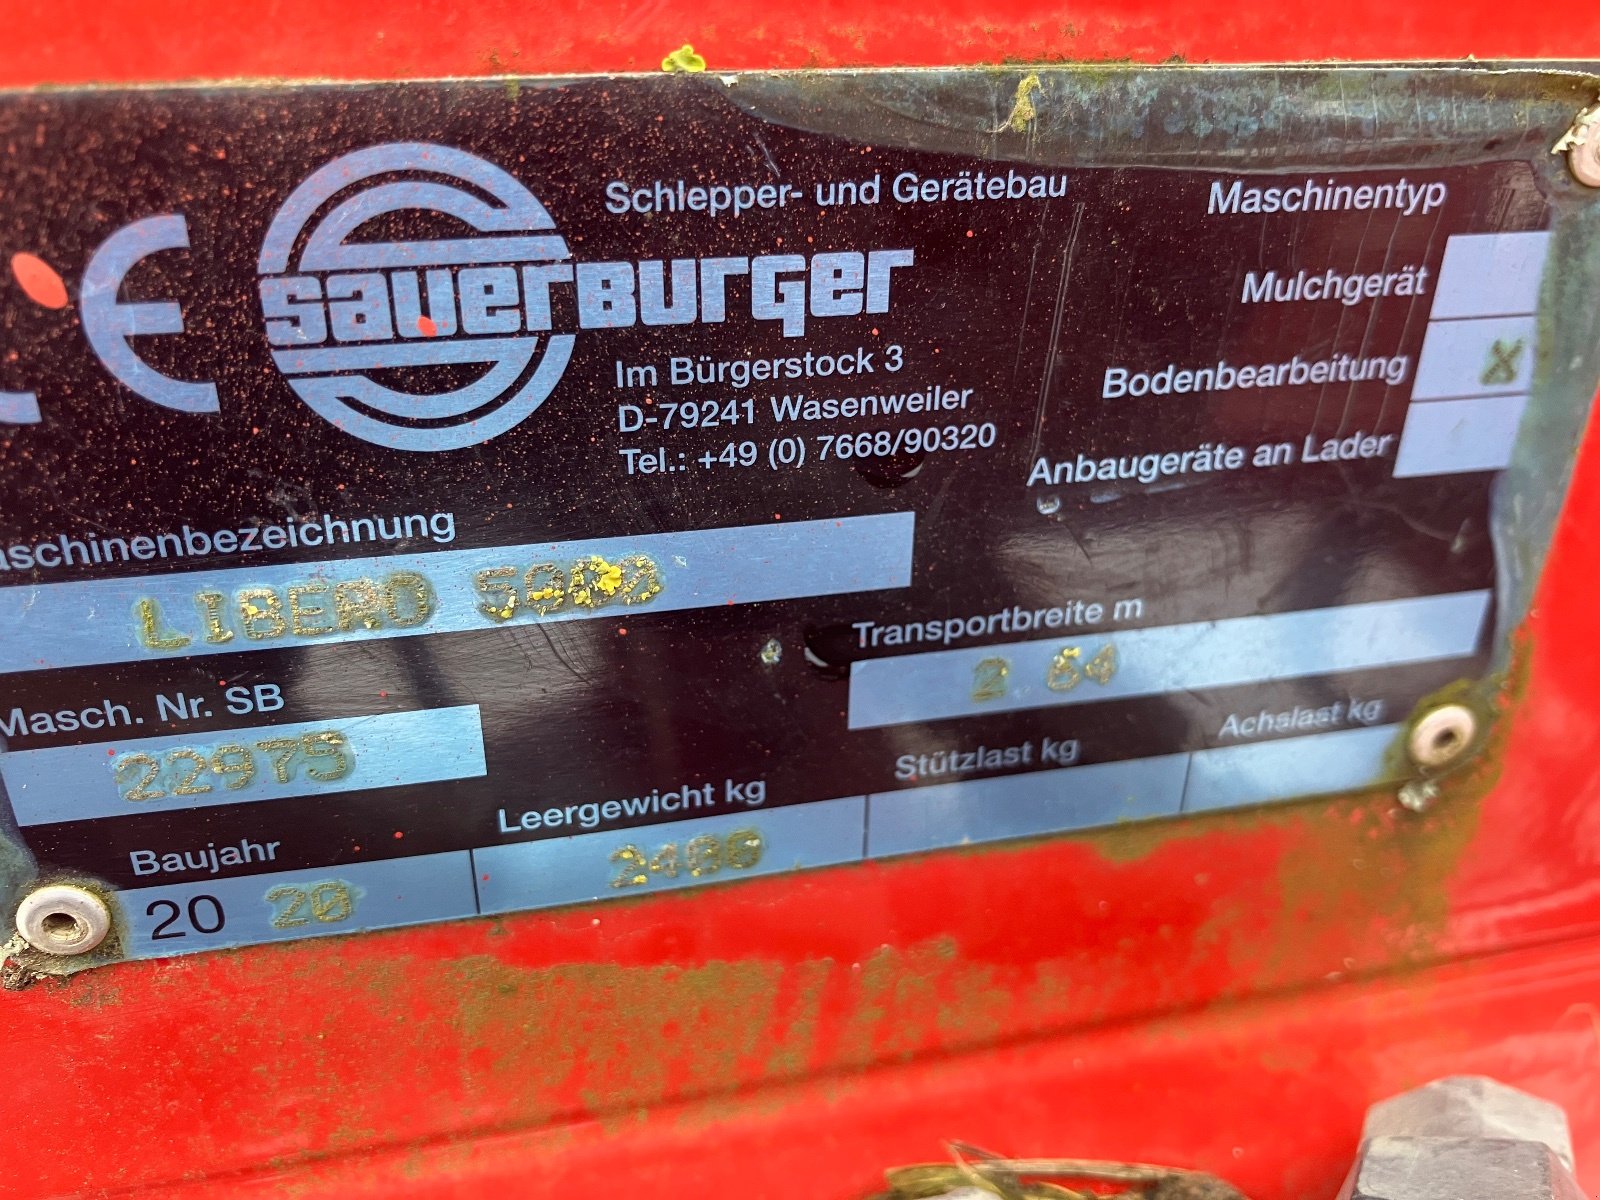 CE
Schlepper- und Gerätebau
sauerburger
Im Bürgerstock 3
D-79241 Wasenweiler
Tel.: +49 (0) 7668/90320
Maschinentyp
Mulchgerät
Bodenbearbeitung X
Anbaugeräte an Lader
aschinenbezeichnung
LIBERO
Transportbreite m
2 64
Masch. Nr. SB
22975
Baujahr
20 20
Leergewicht kg
Stützlast kg
Achslast kg